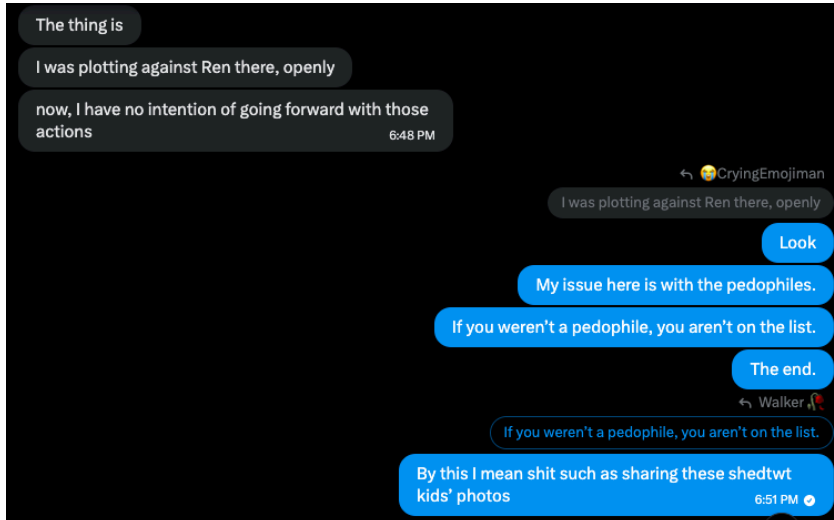 The thing is
I was plotting against Ren there, openly
now, I have no intention of going forward with those
actions
6:48 PM
😭CryingEmojiman
I was plotting against Ren there, openly
Look
My issue here is with the pedophiles.
If you weren’t a pedophile, you aren’t on the list.
The end.
Walker🥀
If you weren’t a pedophile, you aren’t on the list.
By this I mean shit such as sharing these shedtwt
kids’ photos
6:51 PM